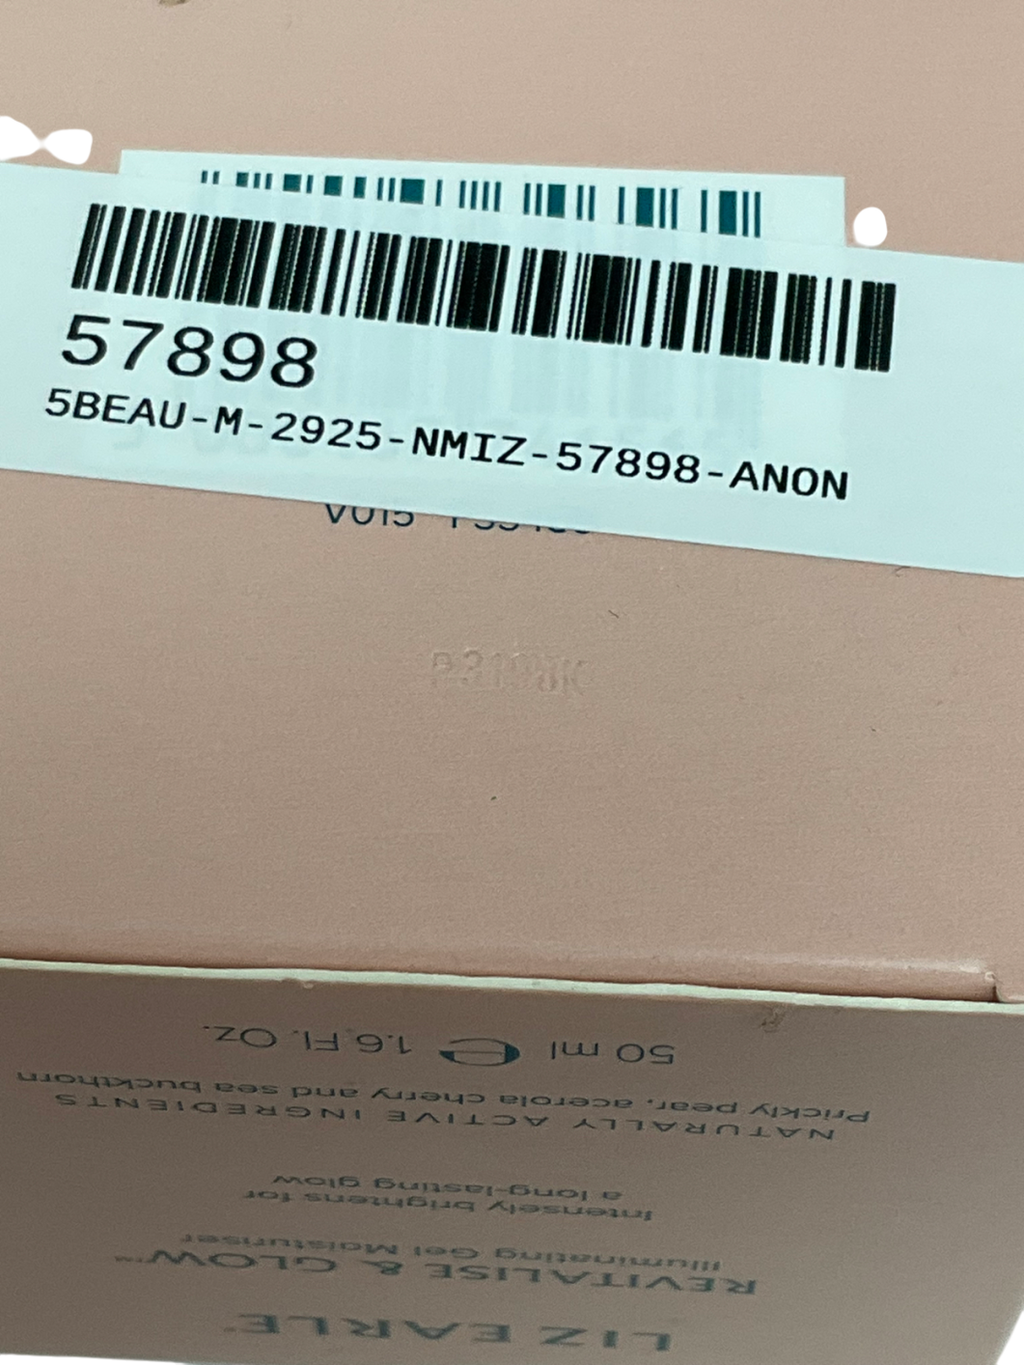 57898
5BEAU-M-2925-NMIZ-57898-ANON
V015
LIZ EARLE
REVITALISE & GLOW™
Illuminating Gel Moisturiser
Intensely brightens for
a long-lasting glow
NATURALLY ACTIVE INGREDIENTS
Prickly pear, acerola cherry and sea buckthorn
50 ml ℮ 1.6 Fl. Oz.